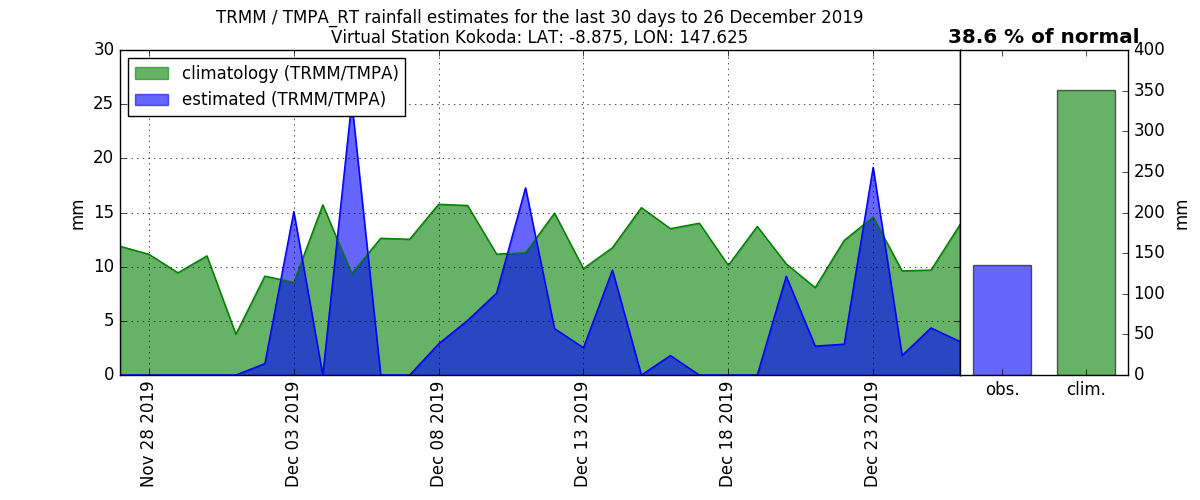 TRMM / TMPA_RT rainfall estimates for the last 30 days to 26 December 2019
Virtual Station Kokoda: LAT: -8.875, LON: 147.625
38.6 % of normal
climatology (TRMM/TMPA)
estimated (TRMM/TMPA)
30
25
20
15
10
5
0
mm
Nov 28 2019
Dec 03 2019
Dec 08 2019
Dec 13 2019
Dec 18 2019
Dec 23 2019
400
350
300
250
200
150
100
50
0
mm
obs.
clim.